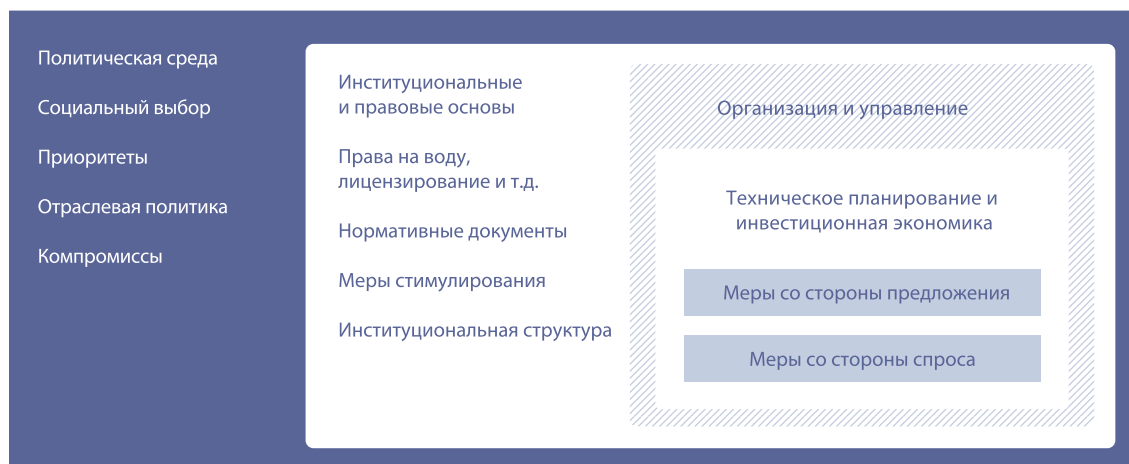 Политическая среда
Социальный выбор
Приоритеты
Отраслевая политика
Компромиссы
Институциональные
и правовые основы
Права на воду,
лицензирование и т.д.
Нормативные документы
Меры стимулирования
Институциональная структура
Организация и управление
Техническое планирование и
инвестиционная экономика
Меры со стороны предложения
Меры со стороны спроса